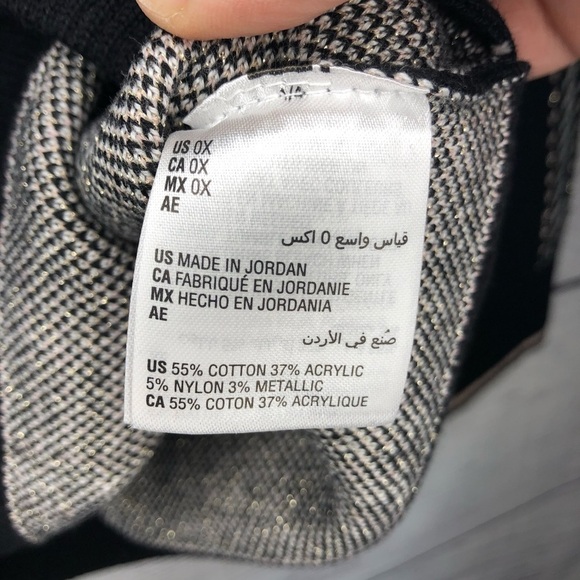 US 0X
CA 0X
MX 0X
AE
قياس واسع 0 اكس
US MADE IN JORDAN
CA FABRIQUÉ EN JORDANIE
MX HECHO EN JORDANIA
AE
صُنع في الأردن
US 55% COTTON 37% ACRYLIC
5% NYLON 3% METALLIC
CA 55% COTON 37% ACRYLIQUE